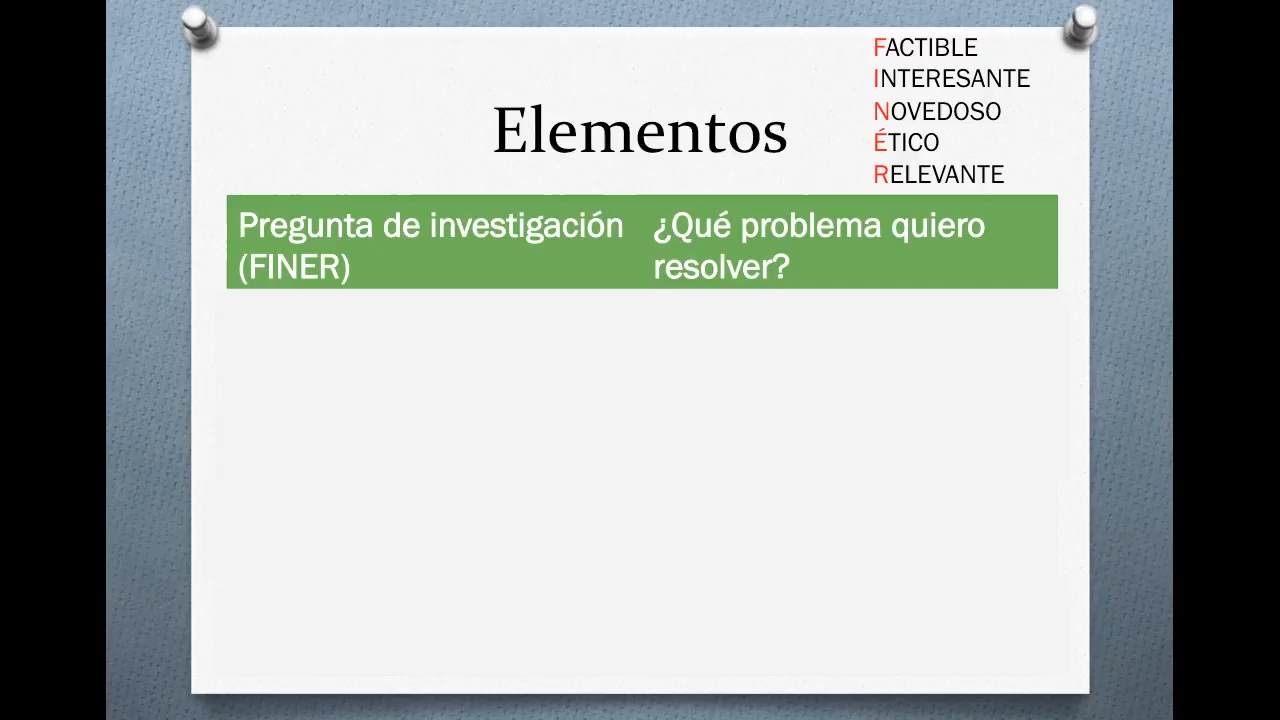 FACTIBLE
INTERESANTE
NOVEDOSO
ÉTICO
RELEVANTE
Elementos
Pregunta de investigación
(FINER)
¿Qué problema quiero
resolver?